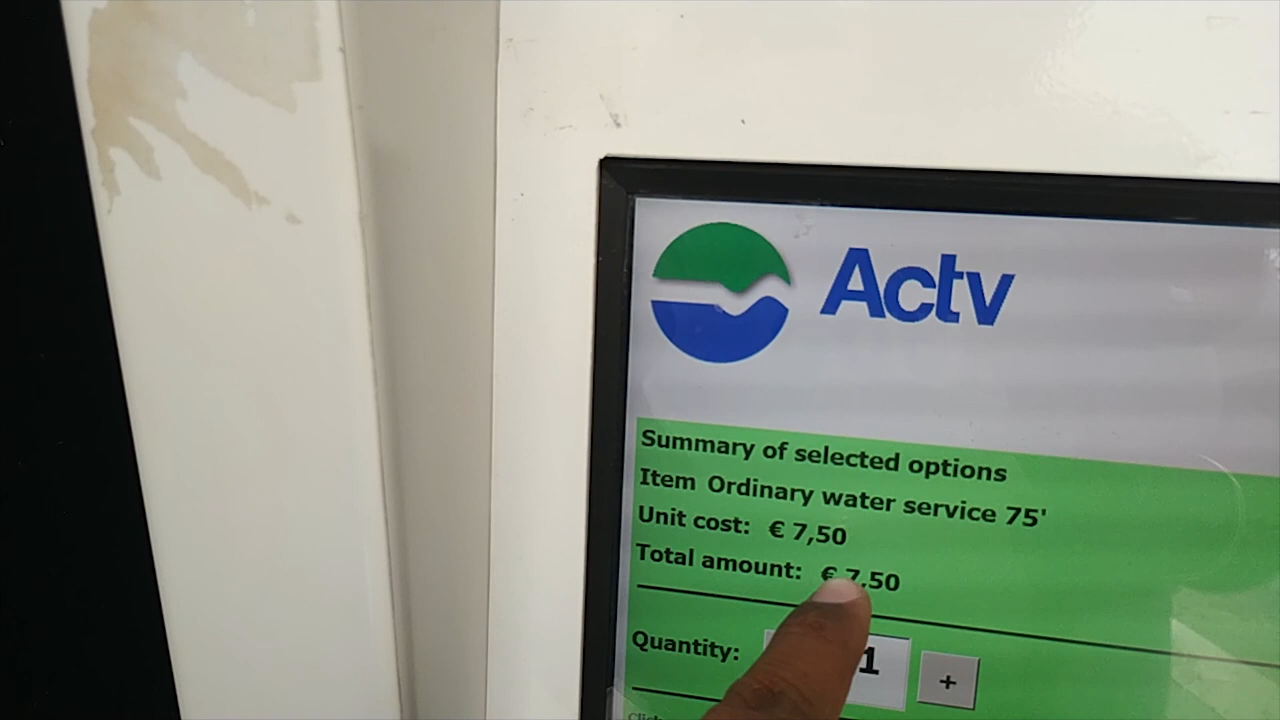 Actv
Summary of selected options
Item Ordinary water service 75'
Unit cost: € 7,50
Total amount: € 7,50
Quantity: 1 +